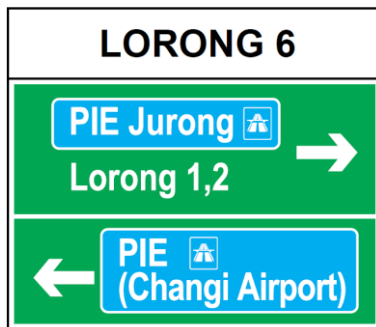 LORONG 6
PIE Jurong
Lorong 1,2
PIE
(Changi Airport)